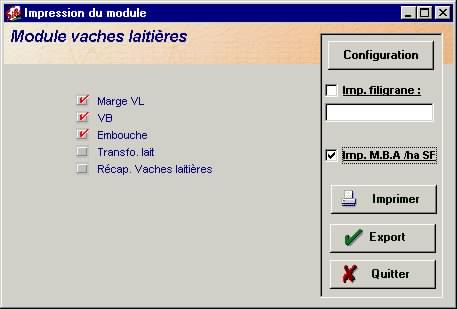 Impression du module
Module vaches laitières
Marge VL
VB
Embouche
Transfo. lait
Récap. Vaches laitières
Configuration
Imp. filigrane :
Imp. M.B.A /ha SF
Imprimer
Export
Quitter